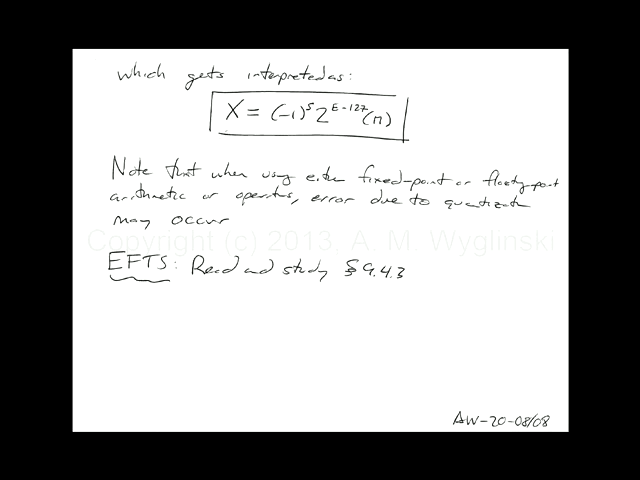 which gets interpreted as:
X = (-1)^S 2^{E-127} (M)
Note that when using either fixed-point or floating-point
arithmetic or operators, error due to quantization
may occur
Copyright (c) 2013. A. M. Wyglinski
EFTS: Read and study § 9.4.3
AW-20-08/08